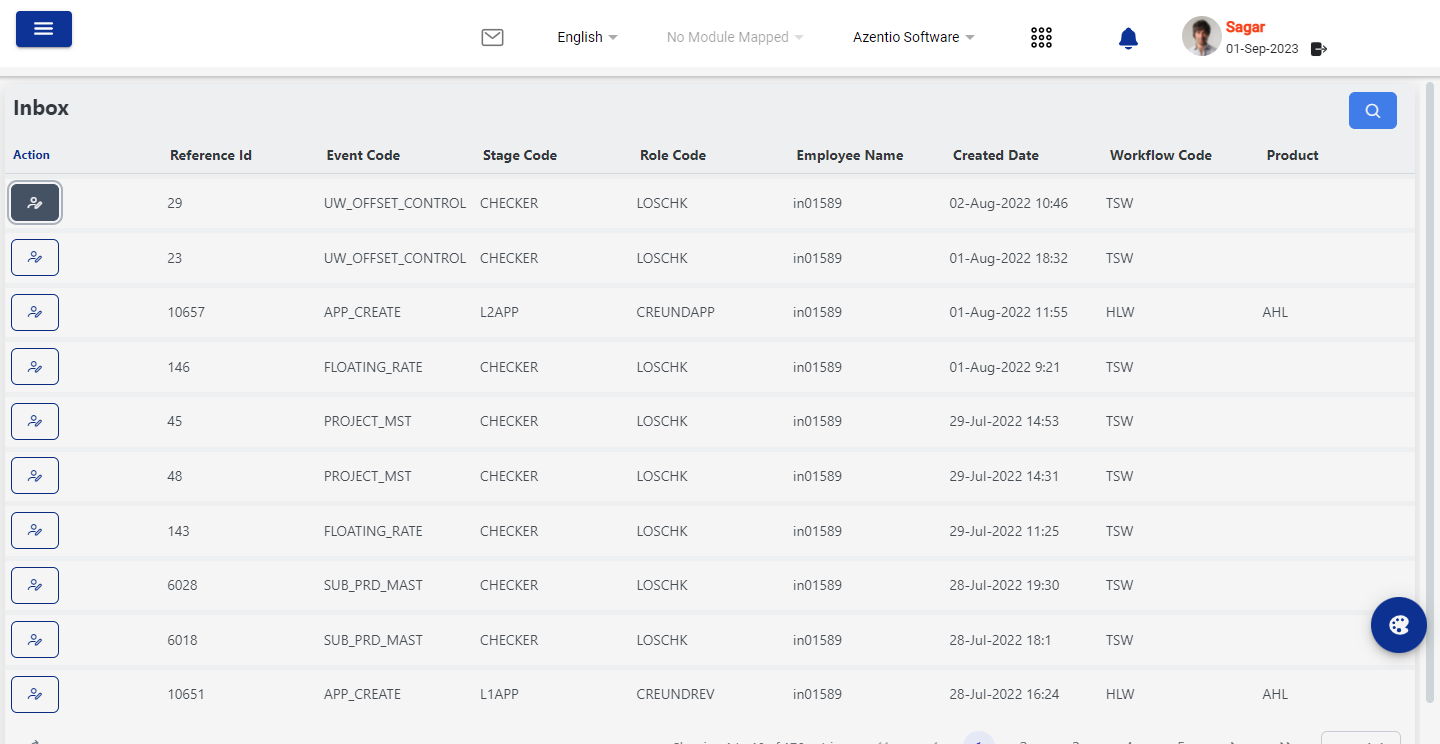 English
No Module Mapped
Azentio Software
Sagar
01-Sep-2023
Inbox
Action Reference Id Event Code Stage Code Role Code Employee Name Created Date Workflow Code Product
29 UW_OFFSET_CONTROL CHECKER LOSCHK in01589 02-Aug-2022 10:46 TSW
23 UW_OFFSET_CONTROL CHECKER LOSCHK in01589 01-Aug-2022 18:32 TSW
10657 APP_CREATE L2APP CREUNDAPP in01589 01-Aug-2022 11:55 HLW AHL
146 FLOATING_RATE CHECKER LOSCHK in01589 01-Aug-2022 9:21 TSW
45 PROJECT_MST CHECKER LOSCHK in01589 29-Jul-2022 14:53 TSW
48 PROJECT_MST CHECKER LOSCHK in01589 29-Jul-2022 14:31 TSW
143 FLOATING_RATE CHECKER LOSCHK in01589 29-Jul-2022 11:25 TSW
6028 SUB_PRD_MAST CHECKER LOSCHK in01589 28-Jul-2022 19:30 TSW
6018 SUB_PRD_MAST CHECKER LOSCHK in01589 28-Jul-2022 18:1 TSW
10651 APP_CREATE L1APP CREUNDREV in01589 28-Jul-2022 16:24 HLW AHL